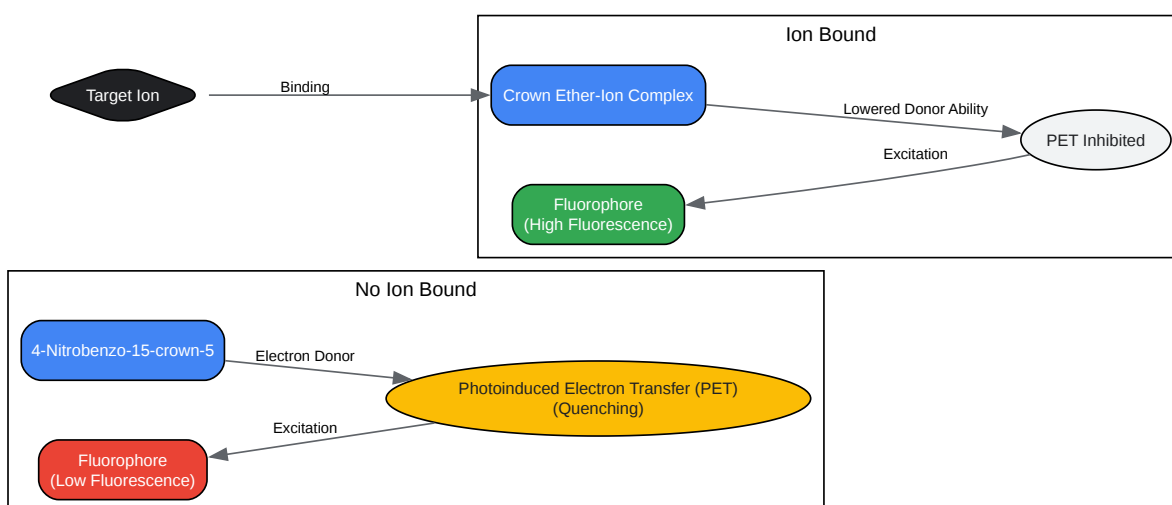 Ion Bound
Target Ion
Binding
Crown Ether-Ion Complex
Lowered Donor Ability
PET Inhibited
Excitation
Fluorophore
(High Fluorescence)
No Ion Bound
4-Nitrobenzo-15-crown-5
Electron Donor
Photoinduced Electron Transfer (PET)
(Quenching)
Excitation
Fluorophore
(Low Fluorescence)